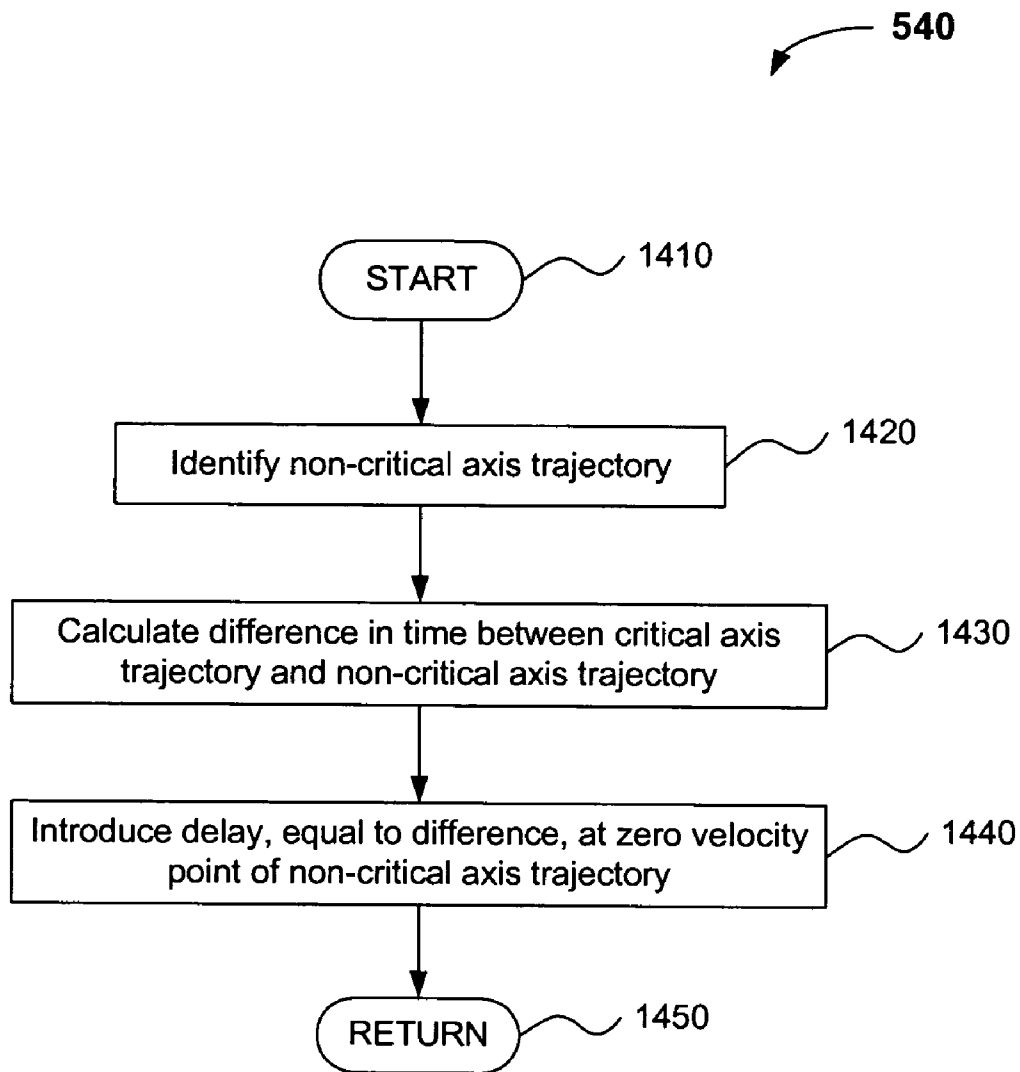 540
START
1410
Identify non-critical axis trajectory
1420
Calculate difference in time between critical axis
trajectory and non-critical axis trajectory
1430
Introduce delay, equal to difference, at zero velocity
point of non-critical axis trajectory
1440
RETURN
1450